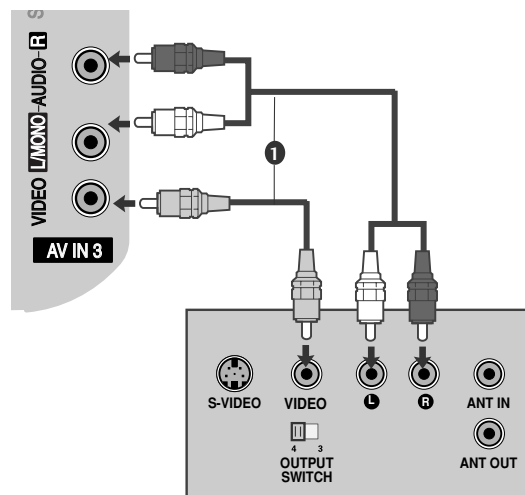 S
VIDEO L/MONO-AUDIO-R
AV IN 3
1
S-VIDEO
VIDEO
L
R
ANT IN
4 3
OUTPUT
SWITCH
ANT OUT